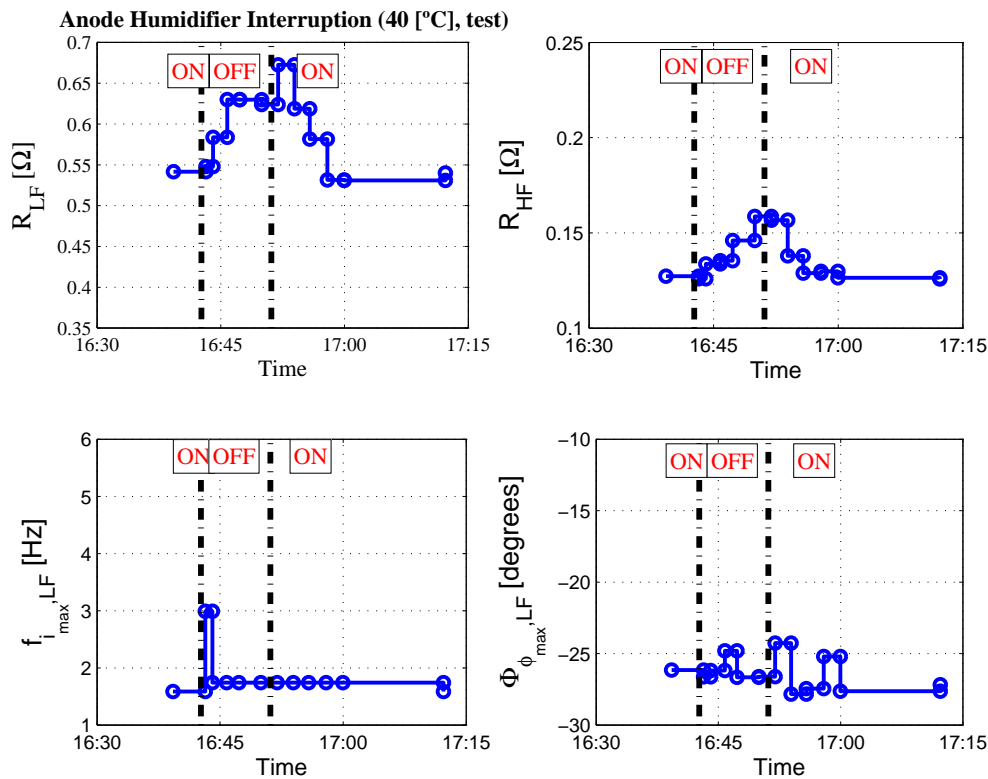 Anode Humidifier Interruption (40 [ºC], test)
ON OFF ON
0.7
0.65
0.6
0.55
0.5
0.45
0.4
0.35
R_LF [Ω]
16:30 16:45 17:00 17:15
Time
ON OFF ON
0.25
0.2
0.15
0.1
R_HF [Ω]
16:30 16:45 17:00 17:15
Time
ON OFF ON
6
5
4
3
2
1
f_i_max,LF [Hz]
16:30 16:45 17:00 17:15
Time
ON OFF ON
−10
−15
−20
−25
−30
Φ_ϕ_max,LF [degrees]
16:30 16:45 17:00 17:15
Time